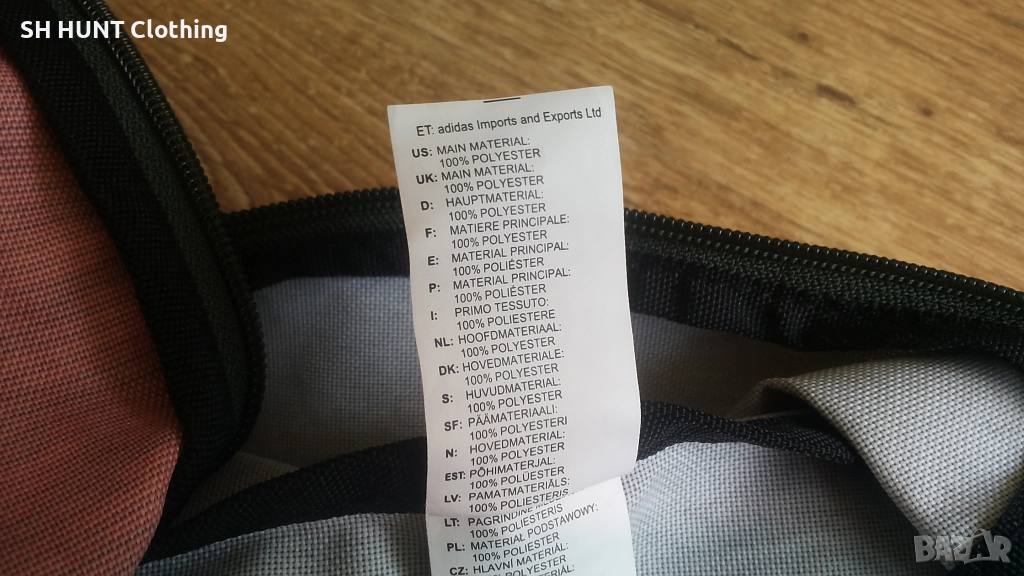 SH HUNT Clothing
ET: adidas Imports and Exports Ltd
US: MAIN MATERIAL:
100% POLYESTER
UK: MAIN MATERIAL:
100% POLYESTER
D: HAUPTMATERIAL:
100% POLYESTER
F: MATIERE PRINCIPALE:
100% POLYESTER
E: MATERIAL PRINCIPAL:
100% POLIÉSTER
P: MATERIAL PRINCIPAL:
100% POLIÉSTER
I: PRIMO TESSUTO:
100% POLIESTERE
NL: HOOFDMATERIAAL:
100% POLYESTER
DK: HOVEDMATERIALE:
100% POLYESTER
S: HUVUDMATERIAL:
100% POLYESTER
SF: PÄÄMATERIAALI:
100% POLYESTERI
N: HOVEDMATERIAL:
100% POLYESTER
EST: PÕHIMATERJAL:
100% POLÜESTER
LV: PAMATMATERIĀLS:
100% POLIESTERIS
LT: PAGRINDINĖ
100% POLIESTERIS
PL: MATERIAŁ PODSTAWOWY:
100% POLIESTER
CZ: HLAVNÍ MATERIÁL:
100% POLYESTER
BAZAR